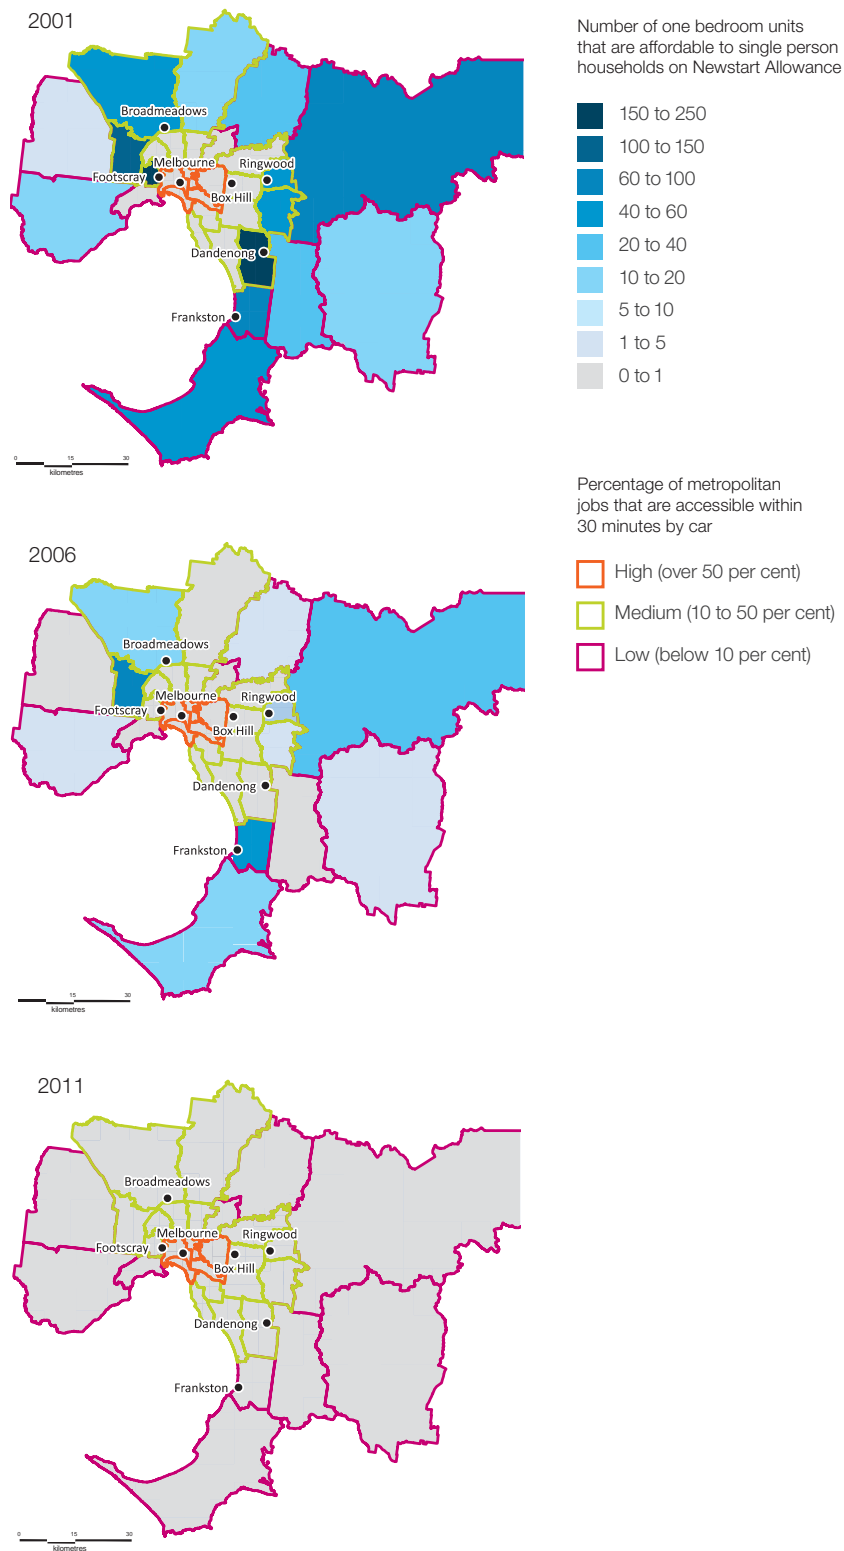 2001
Broadmeadows
Melbourne
Ringwood
Footscray
Box Hill
Dandenong
Frankston
0 15 30
kilometres
Number of one bedroom units
that are affordable to single person
households on Newstart Allowance
150 to 250
100 to 150
60 to 100
40 to 60
20 to 40
10 to 20
5 to 10
1 to 5
0 to 1
Percentage of metropolitan
jobs that are accessible within
30 minutes by car
High (over 50 per cent)
Medium (10 to 50 per cent)
Low (below 10 per cent)
2006
Broadmeadows
Melbourne
Ringwood
Footscray
Box Hill
Dandenong
Frankston
15 30
kilometres
2011
Broadmeadows
Melbourne
Ringwood
Footscray
Box Hill
Dandenong
Frankston
0 15 30
kilometres